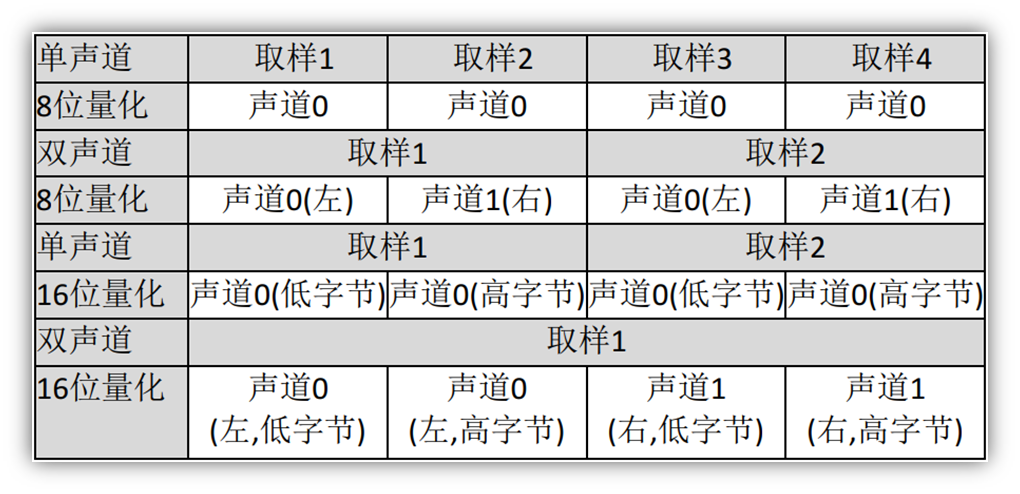 单声道 取样1 取样2 取样3 取样4
8位量化 声道0 声道0 声道0 声道0
双声道 取样1 取样2
8位量化 声道0(左) 声道1(右) 声道0(左) 声道1(右)
单声道 取样1 取样2
16位量化 声道0(低字节) 声道0(高字节) 声道0(低字节) 声道0(高字节)
双声道 取样1
16位量化 声道0 声道0 声道1 声道1
(左,低字节) (左,高字节) (右,低字节) (右,高字节)